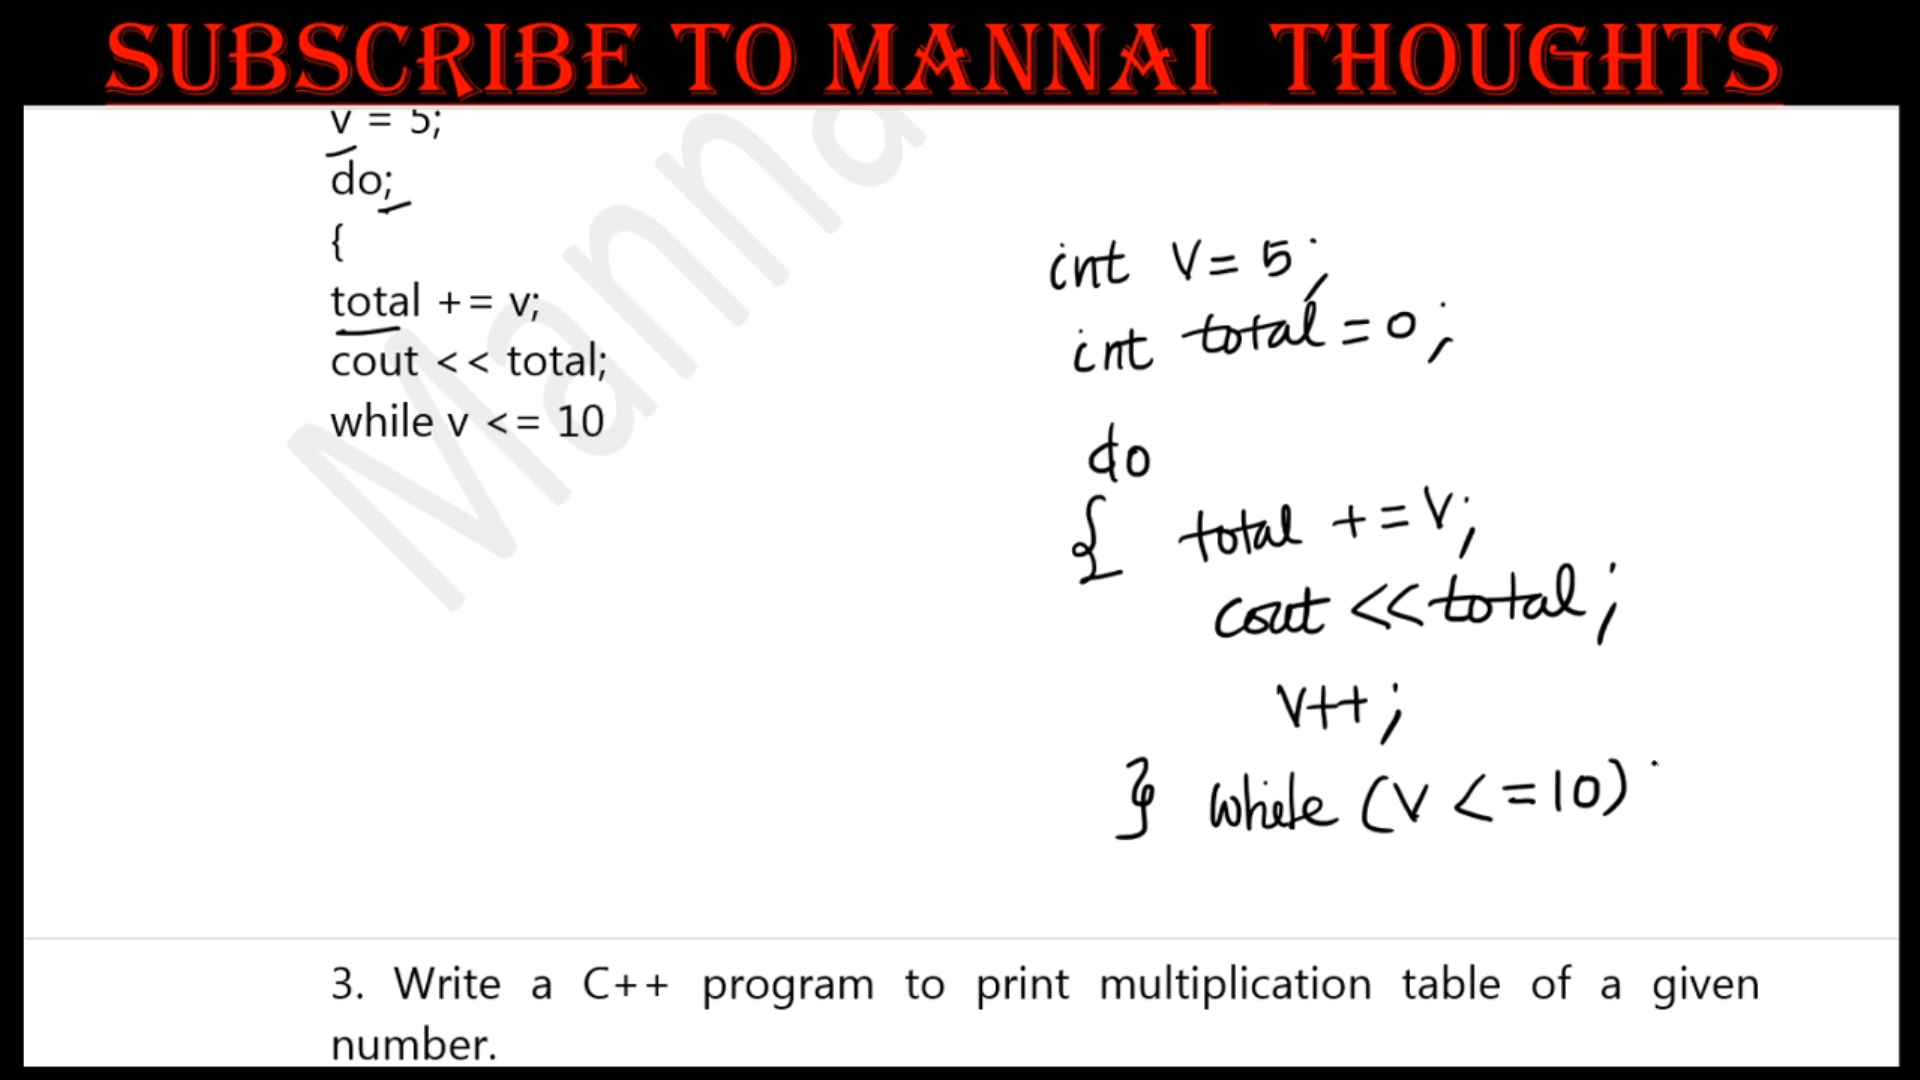 SUBSCRIBE TO MANNAI THOUGHTS
v = 5;
do;
{
total += v;
cout << total;
while v <= 10
int v = 5;
int total = 0;
do
{ total += v;
cout << total;
v++;
} while (v <= 10)
Manna
3. Write a C++ program to print multiplication table of a given
number.